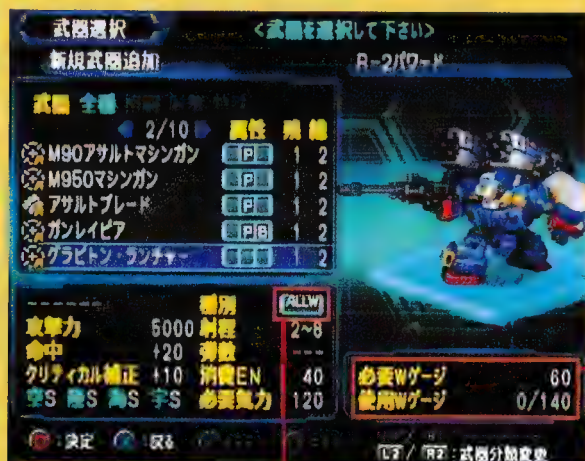 武器選択
<武器を選択して下さい>
新規武器追加
R-2パワード
武器 全種
2/10 属性 残 総
M90アサルトマシンガン P 1 2
M950マシンガン P 1 2
アサルトブレード P 1 2
ガンレイピア PB 1 2
グラビトン・ランチャー 1 2
------ 種別 ALLW
攻撃力 5000 射程 2~8
命中 +20 弾数 ---
クリティカル補正 +10 消費EN 40
空S 陸S 海S 宇S 必要気力 120
必要Wゲージ 60
使用Wゲージ 0/140
:決定 :戻る
L2 / R2 :武器分類変更